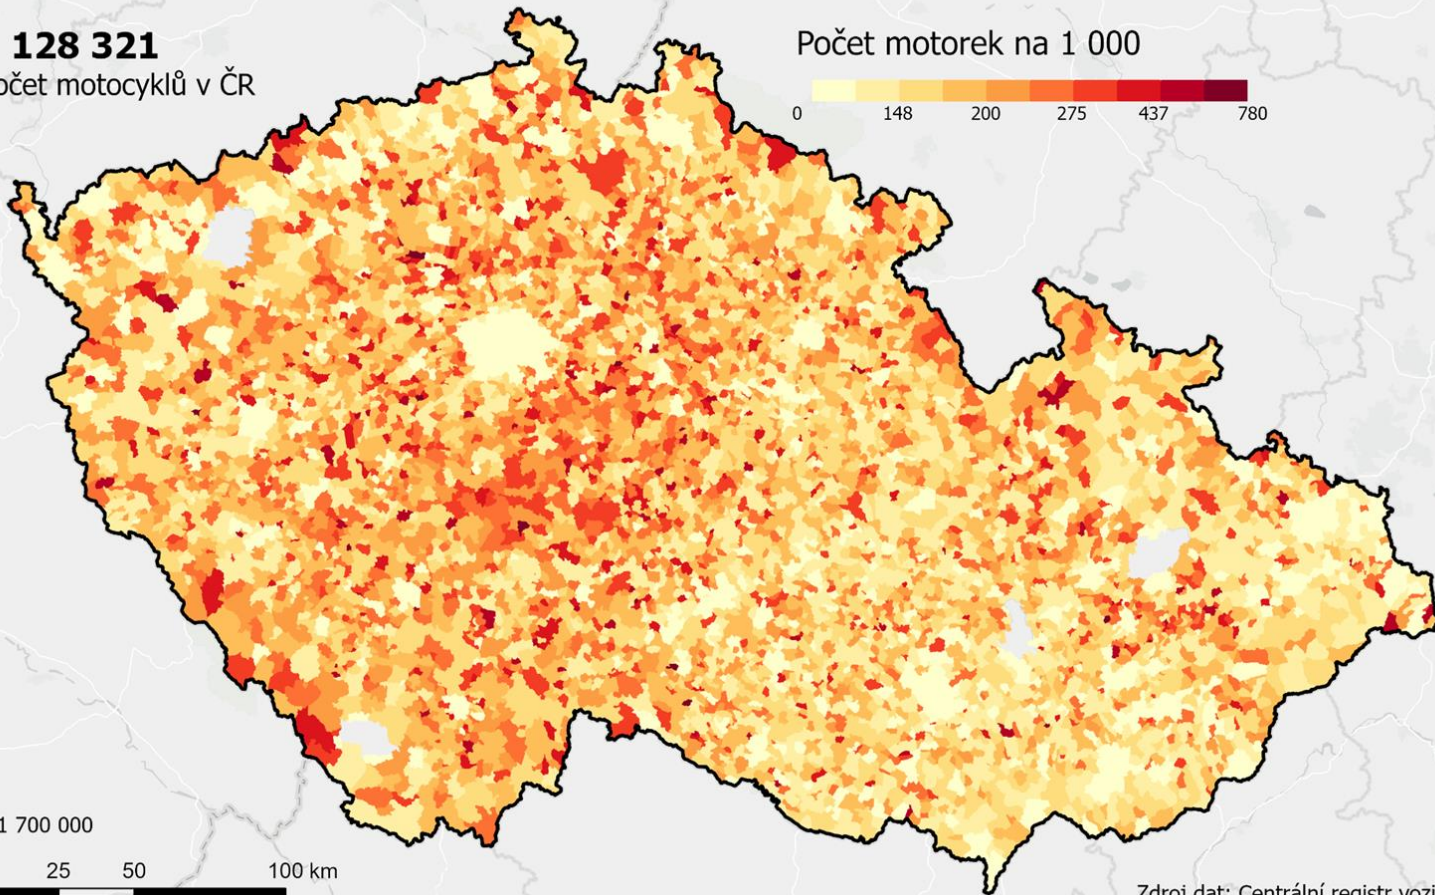 128 321
očet motocyklů v ČR
Počet motorek na 1 000
0 148 200 275 437 780
1 700 000
25 50 100 km
Zdroj dat: Centrální registr vozi